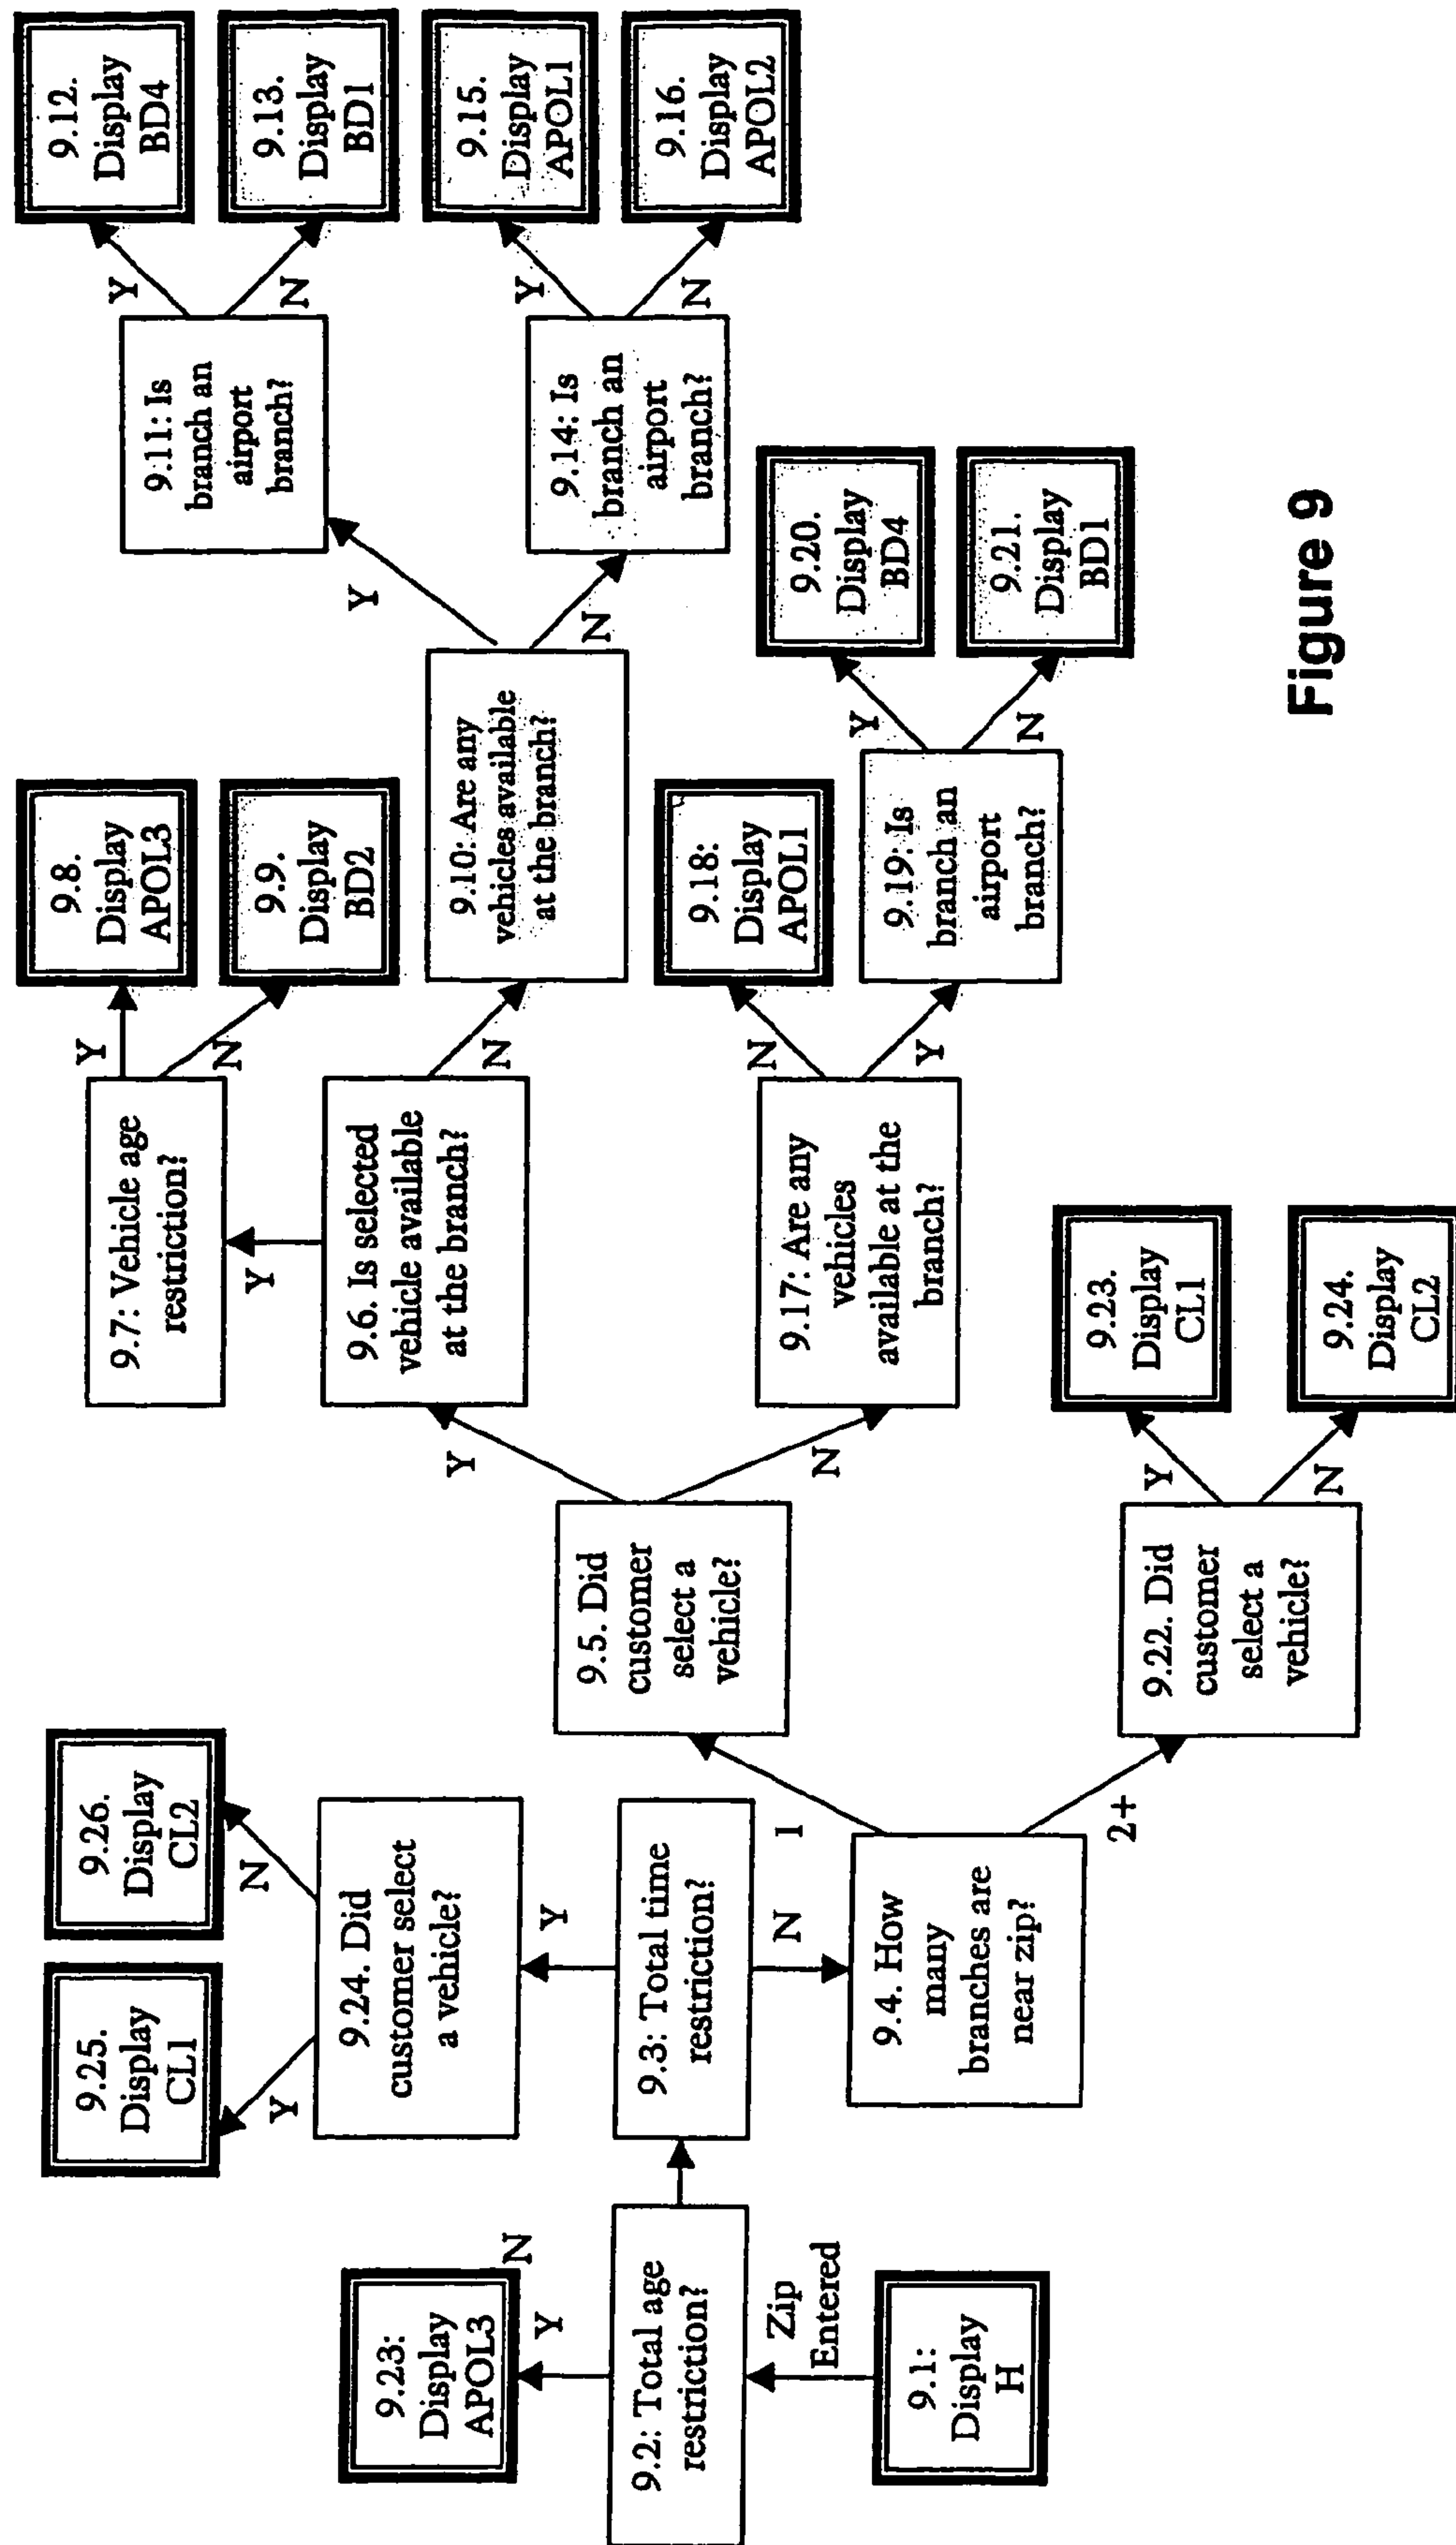 9.1:
Display
H
Zip
Entered
9.2: Total age
restriction?
Y
N
9.23:
Display
APOL3
9.3: Total time
restriction?
Y
N
9.24. Did
customer select
a vehicle?
Y
N
9.25.
Display
CL1
9.26.
Display
CL2
9.4. How
many
branches are
near zip?
1
2+
9.5. Did
customer
select a
vehicle?
Y
N
9.6. Is selected
vehicle available
at the branch?
Y
N
9.7: Vehicle age
restriction?
Y
N
9.8.
Display
APOL3
9.9.
Display
BD2
9.10: Are any
vehicles available
at the branch?
Y
N
9.11: Is
branch an
airport
branch?
Y
N
9.12.
Display
BD4
9.13.
Display
BD1
9.14: Is
branch an
airport
branch?
Y
N
9.15.
Display
APOL1
9.16.
Display
APOL2
9.17: Are any
vehicles
available at the
branch?
N
Y
9.18:
Display
APOL1
9.19: Is
branch an
airport
branch?
Y
N
9.20.
Display
BD4
9.21.
Display
BD1
9.22. Did
customer
select a
vehicle?
Y
N
9.23.
Display
CL1
9.24.
Display
CL2
Figure 9